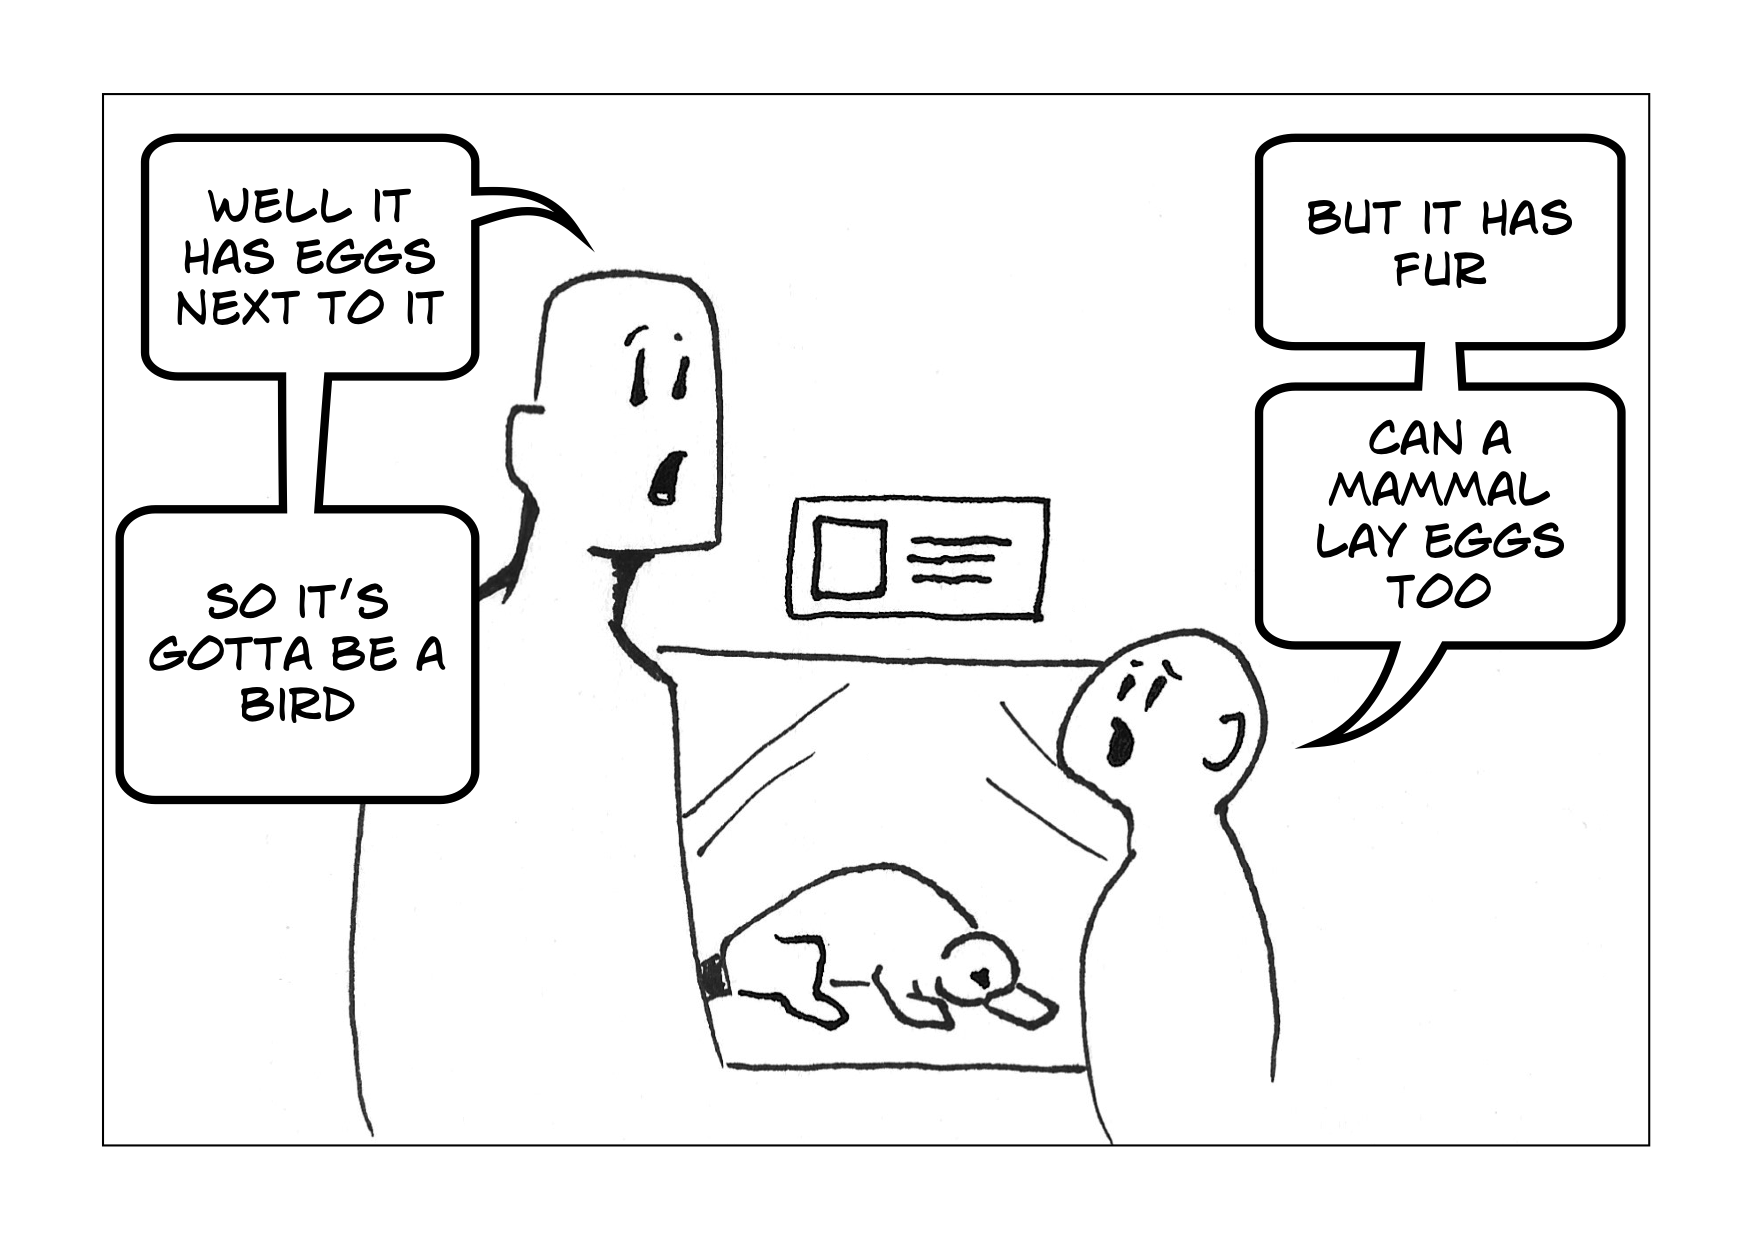 WELL IT
HAS EGGS
NEXT TO IT
SO IT'S
GOTTA BE A
BIRD
BUT IT HAS
FUR
CAN A
MAMMAL
LAY EGGS
TOO